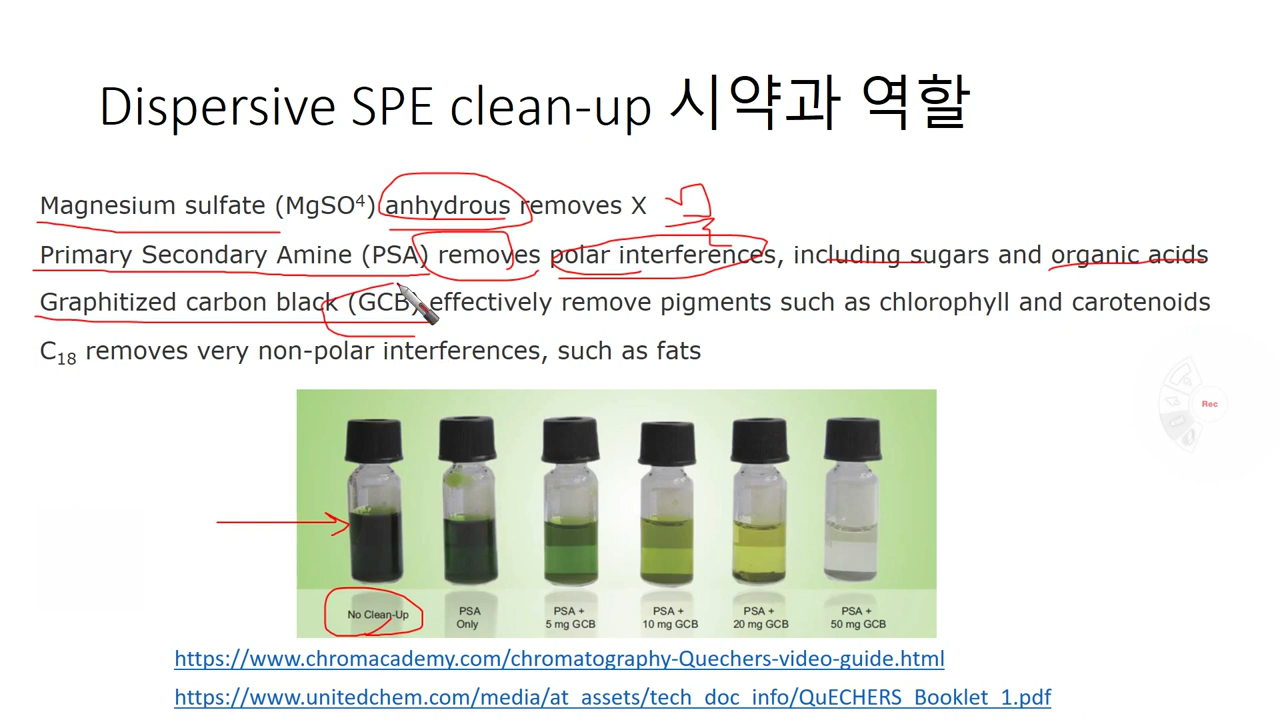 Dispersive SPE clean-up 시약과 역할
Magnesium sulfate (MgSO⁴) anhydrous removes X
Primary Secondary Amine (PSA) removes polar interferences, including sugars and organic acids
Graphitized carbon black (GCB) effectively remove pigments such as chlorophyll and carotenoids
C₁₈ removes very non-polar interferences, such as fats
Rec
No Clean-Up
PSA Only
PSA + 5 mg GCB
PSA + 10 mg GCB
PSA + 20 mg GCB
PSA + 50 mg GCB
https://www.chromacademy.com/chromatography-Quechers-video-guide.html
https://www.unitedchem.com/media/at_assets/tech_doc_info/QuECHERS_Booklet_1.pdf